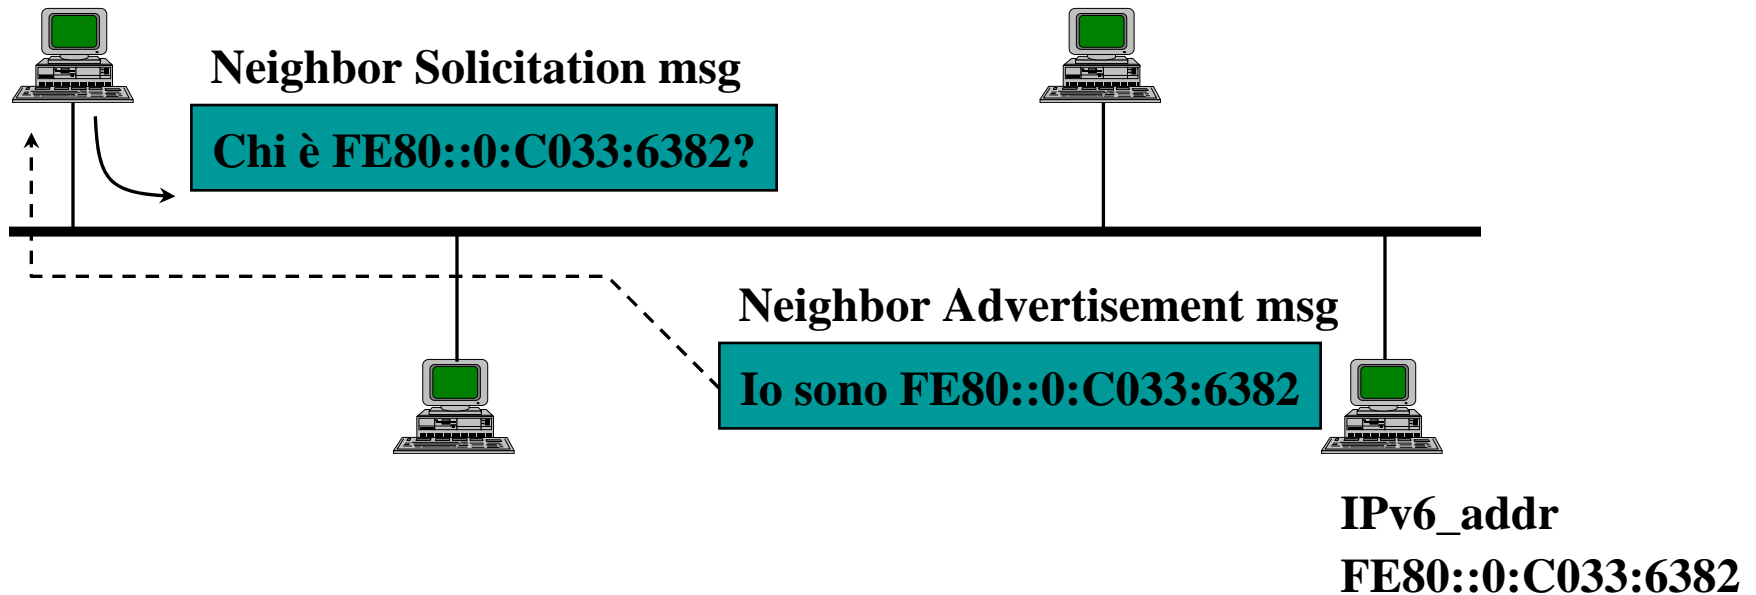 Neighbor Solicitation msg
Chi è FE80::0:C033:6382?
Neighbor Advertisement msg
Io sono FE80::0:C033:6382
IPv6_addr
FE80::0:C033:6382